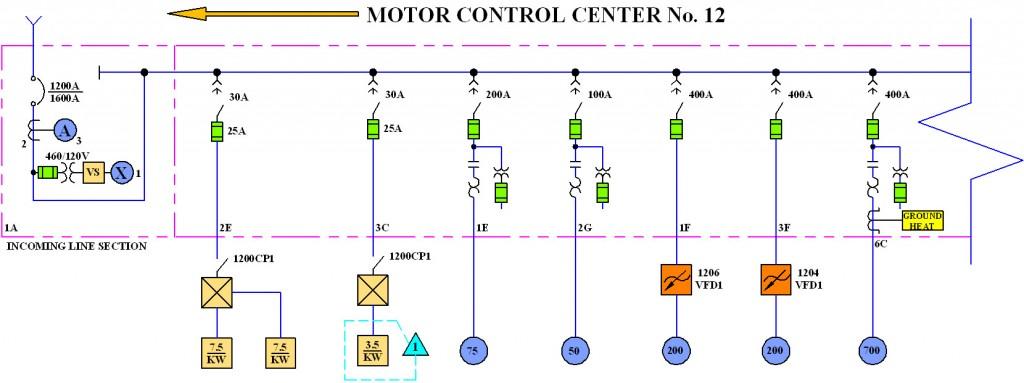 MOTOR CONTROL CENTER No. 12
1200A
1600A
A
2
3
460/120V
VS
X
1
1A
INCOMING LINE SECTION
30A
25A
30A
25A
200A
100A
400A
400A
400A
GROUND
HEAT
2E
3C
1E
2G
1F
3F
6C
1200CP1
1200CP1
1206
VFD1
1204
VFD1
7.5
KW
7.5
KW
3.5
KW
1
75
50
200
200
700